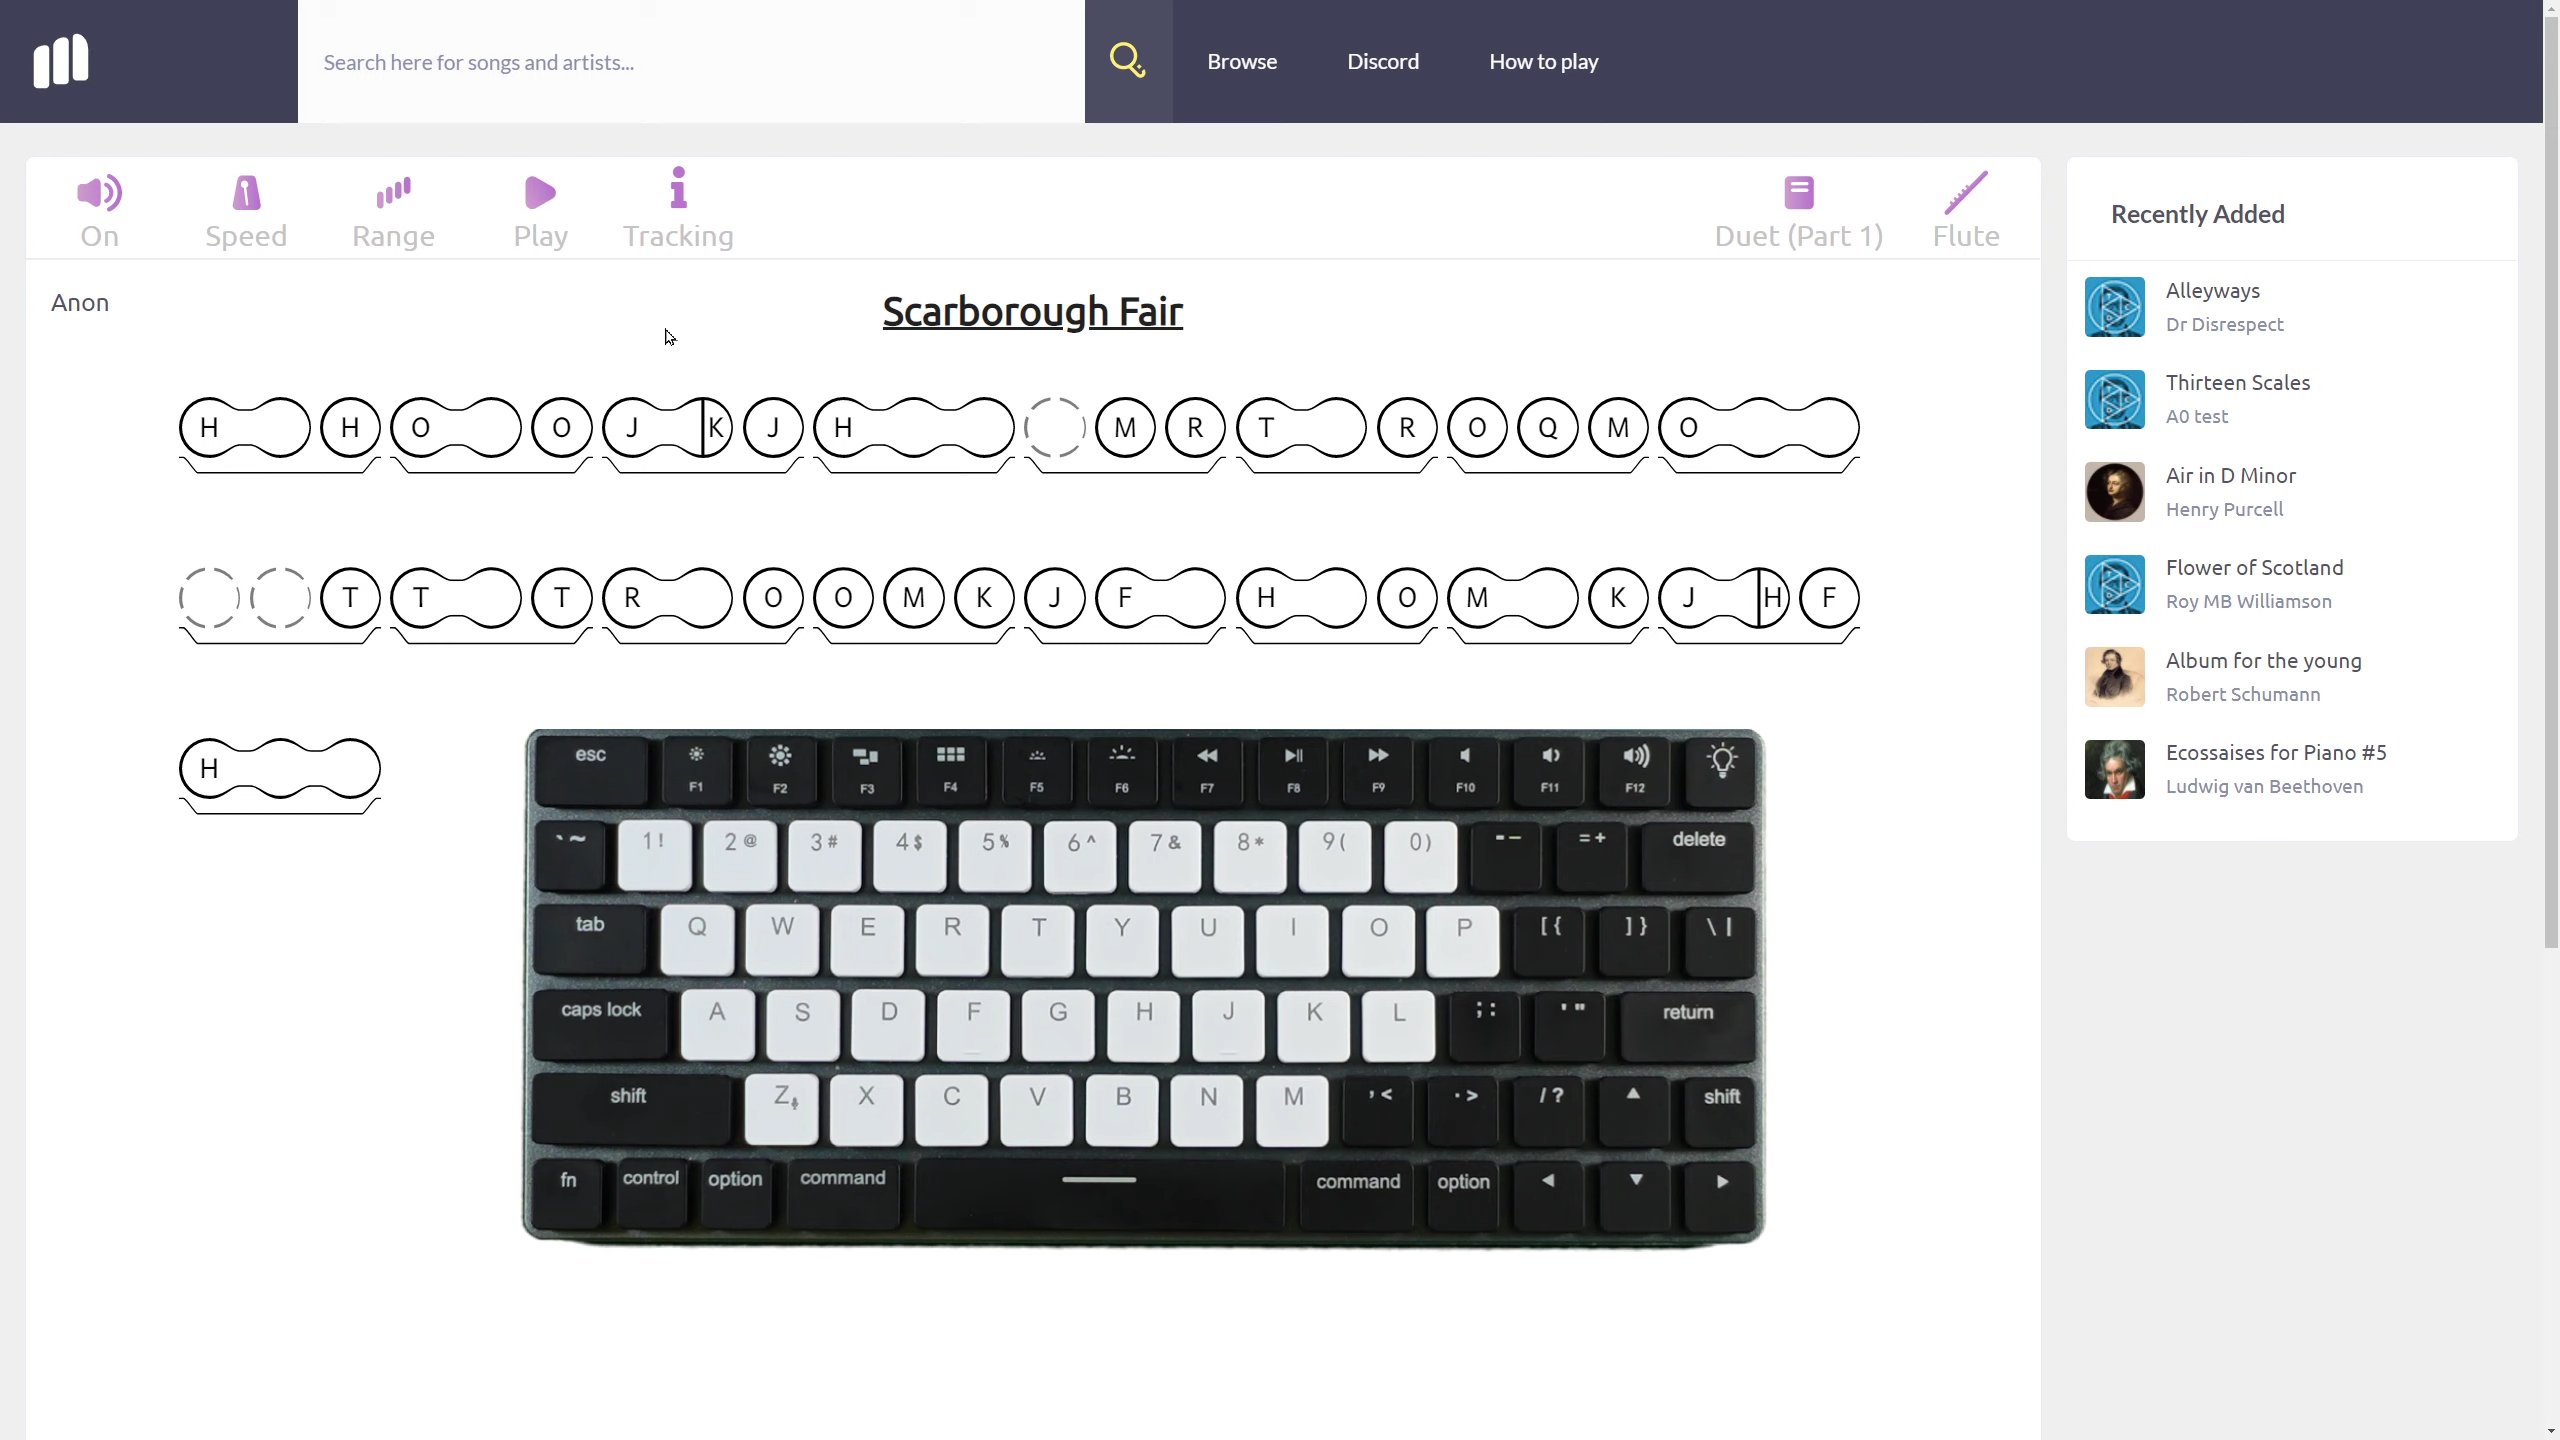 Search here for songs and artists...
Browse
Discord
How to play
On
Speed
Range
Play
Tracking
Duet (Part 1)
Flute
Anon
Scarborough Fair
H H O O J K J H M R T R O Q M O
T T T R O O M K J F H O M K J H F
H
esc F1 F2 F3 F4 F5 F6 F7 F8 F9 F10 F11 F12
` ~ 1 ! 2 @ 3 # 4 $ 5 % 6 ^ 7 & 8 * 9 ( 0 ) - – = + delete
tab Q W E R T Y U I O P [ { ] } \ |
caps lock A S D F G H J K L ; : ' " return
shift Z X C V B N M , < . > / ? shift
fn control option command command option
Recently Added
Alleyways
Dr Disrespect
Thirteen Scales
A0 test
Air in D Minor
Henry Purcell
Flower of Scotland
Roy MB Williamson
Album for the young
Robert Schumann
Ecossaises for Piano #5
Ludwig van Beethoven